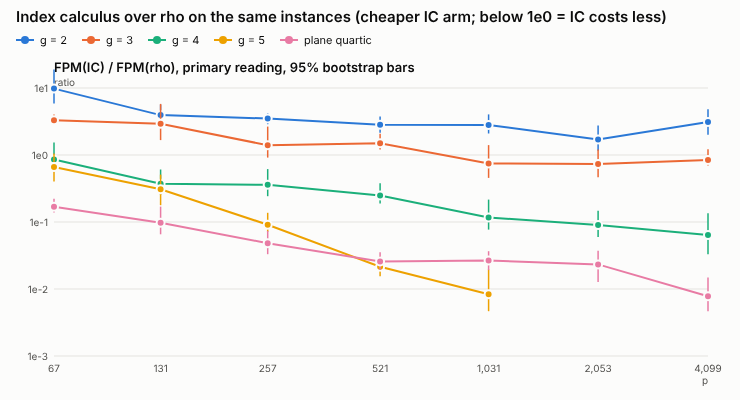 Index calculus over rho on the same instances (cheaper IC arm; below 1e0 = IC costs less)
g = 2 g = 3 g = 4 g = 5 plane quartic
FPM(IC) / FPM(rho), primary reading, 95% bootstrap bars
ratio
1e1
1e0
1e-1
1e-2
1e-3
67 131 257 521 1,031 2,053 4,099
p